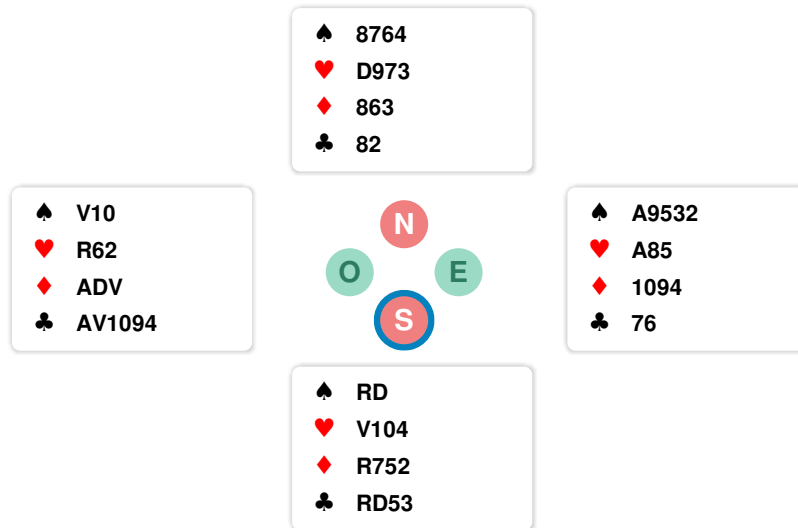 ♠ 8764
♥ D973
♦ 863
♣ 82
♠ V10
♥ R62
♦ ADV
♣ AV1094
N
O E
S
♠ A9532
♥ A85
♦ 1094
♣ 76
♠ RD
♥ V104
♦ R752
♣ RD53